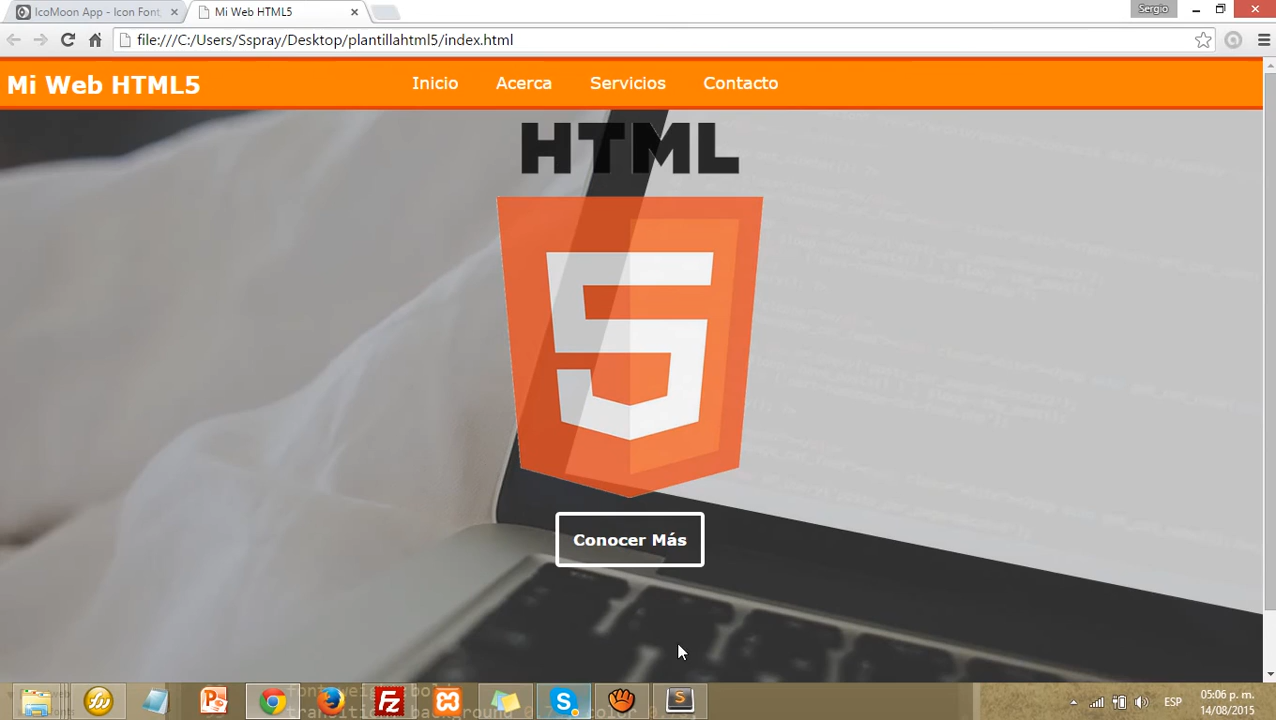 IcoMoon App - Icon Font,
Mi Web HTML5
Sergio
file:///C:/Users/Sspray/Desktop/plantillahtml5/index.html
Mi Web HTML5
Inicio
Acerca
Servicios
Contacto
HTML
5
Conocer Más
ESP
05:06 p. m.
14/08/2015